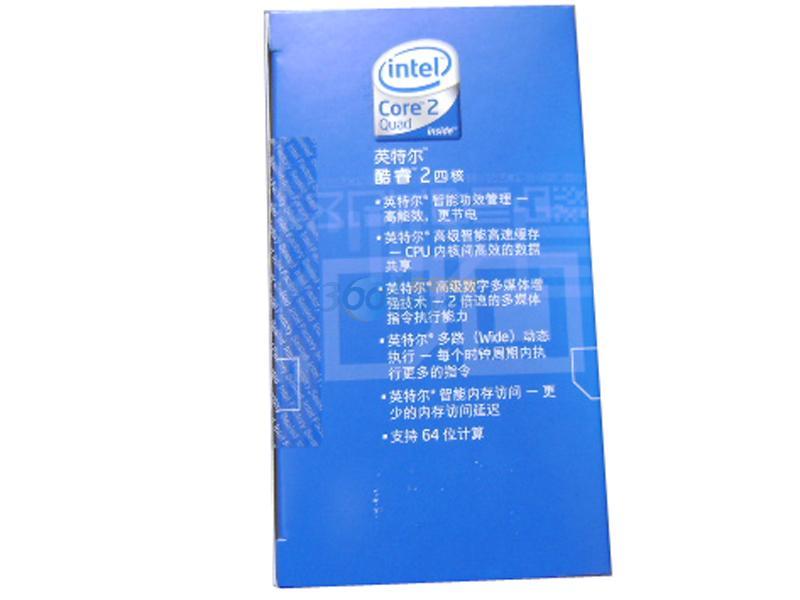 intel
Core™2
Quad
inside™
英特尔™
酷睿™2四核
▪英特尔®智能功效管理 —
高能效，更节电
▪英特尔®高级智能高速缓存
— CPU 内核间高效的数据
共享
▪英特尔®高级数字多媒体增
强技术 — 2 倍速的多媒体
指令执行能力
▪英特尔®多路（Wide）动态
执行 — 每个时钟周期内执
行更多的指令
▪英特尔®智能内存访问 — 更
少的内存访问延迟
▪支持 64 位计算